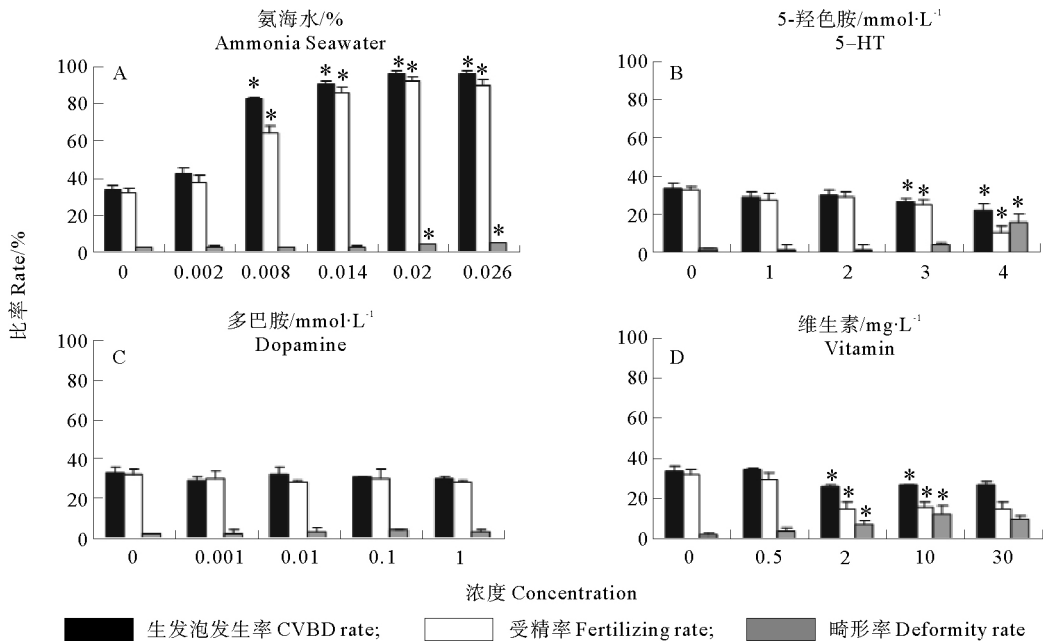 氨海水/%
Ammonia Seawater
5-羟色胺/mmol·L-1
5-HT
A
B
100
80
60
40
20
0
100
80
60
40
20
0
* * * * * * * * * *
* * * * *
0 0.002 0.008 0.014 0.02 0.026
0 1 2 3 4
比率 Rate/%
多巴胺/mmol·L-1
Dopamine
维生素/mg·L-1
Vitamin
C
D
100
80
60
40
20
0
100
80
60
40
20
0
* * * * * *
0 0.001 0.01 0.1 1
0 0.5 2 10 30
浓度 Concentration
生发泡发生率 CVBD rate; 受精率 Fertilizing rate; 畸形率 Deformity rate